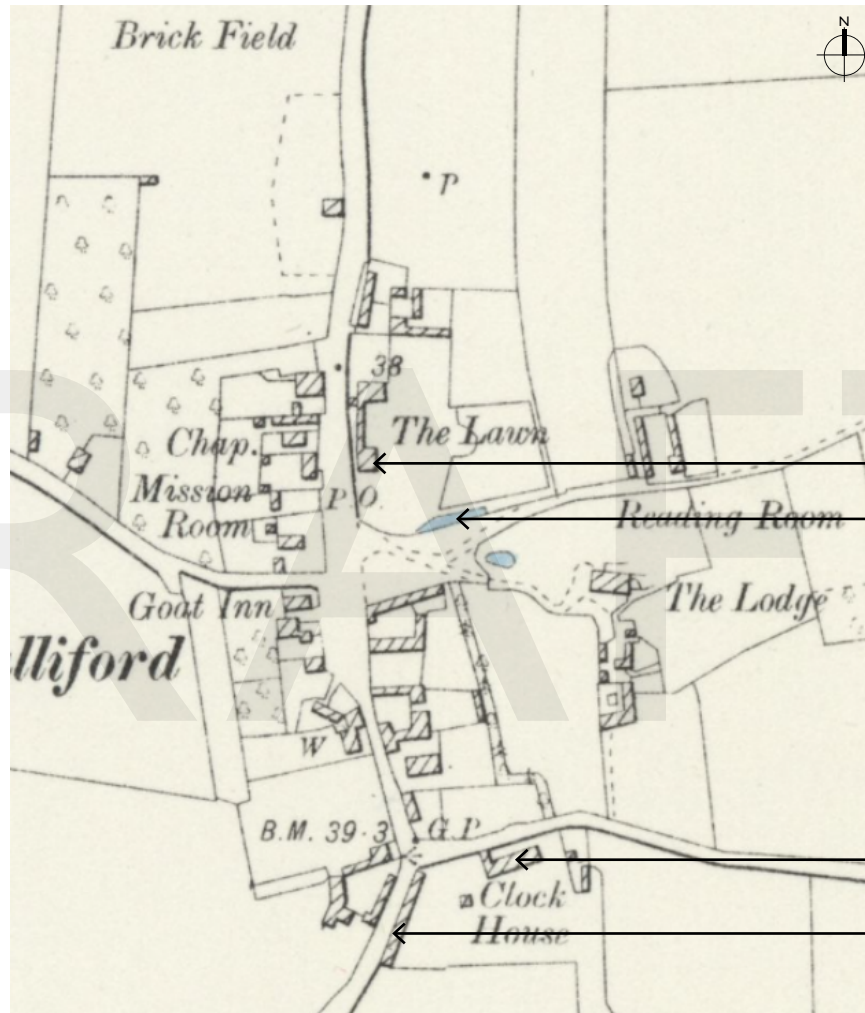 N
Brick Field
P
38
The Lawn
Chap.
Mission
Room
P.O.
Reading Room
Goat Inn
The Lodge
lliford
W
B.M. 39.3
G.P
Clock
House
RAFT